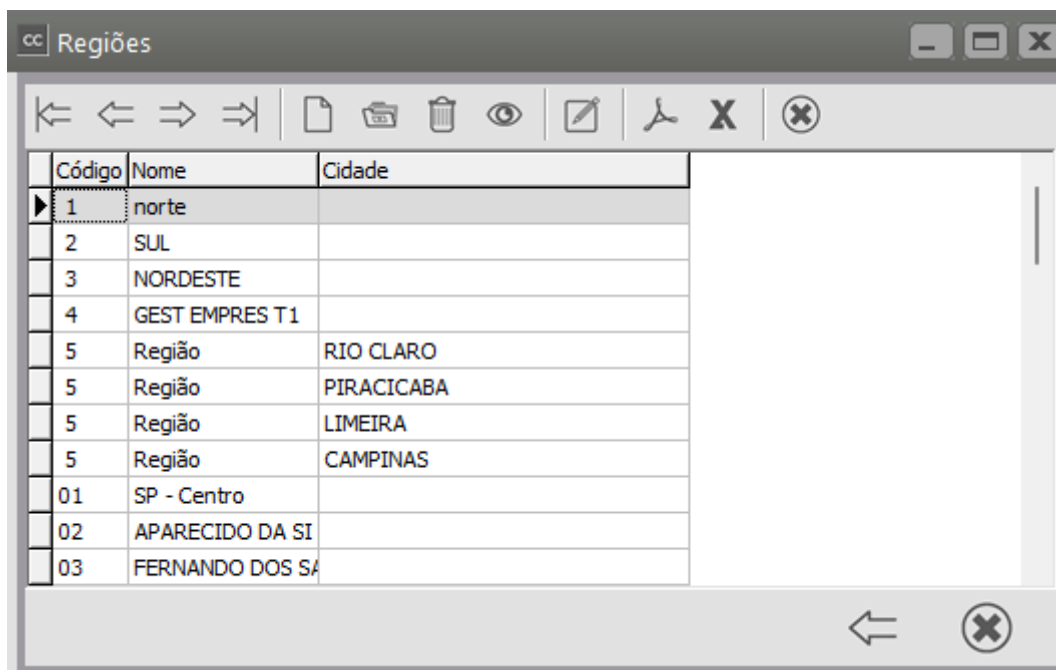 cc Regiões
X
Código Nome Cidade
1 norte
2 SUL
3 NORDESTE
4 GEST EMPRES T1
5 Região RIO CLARO
5 Região PIRACICABA
5 Região LIMEIRA
5 Região CAMPINAS
01 SP - Centro
02 APARECIDO DA SI
03 FERNANDO DOS SA